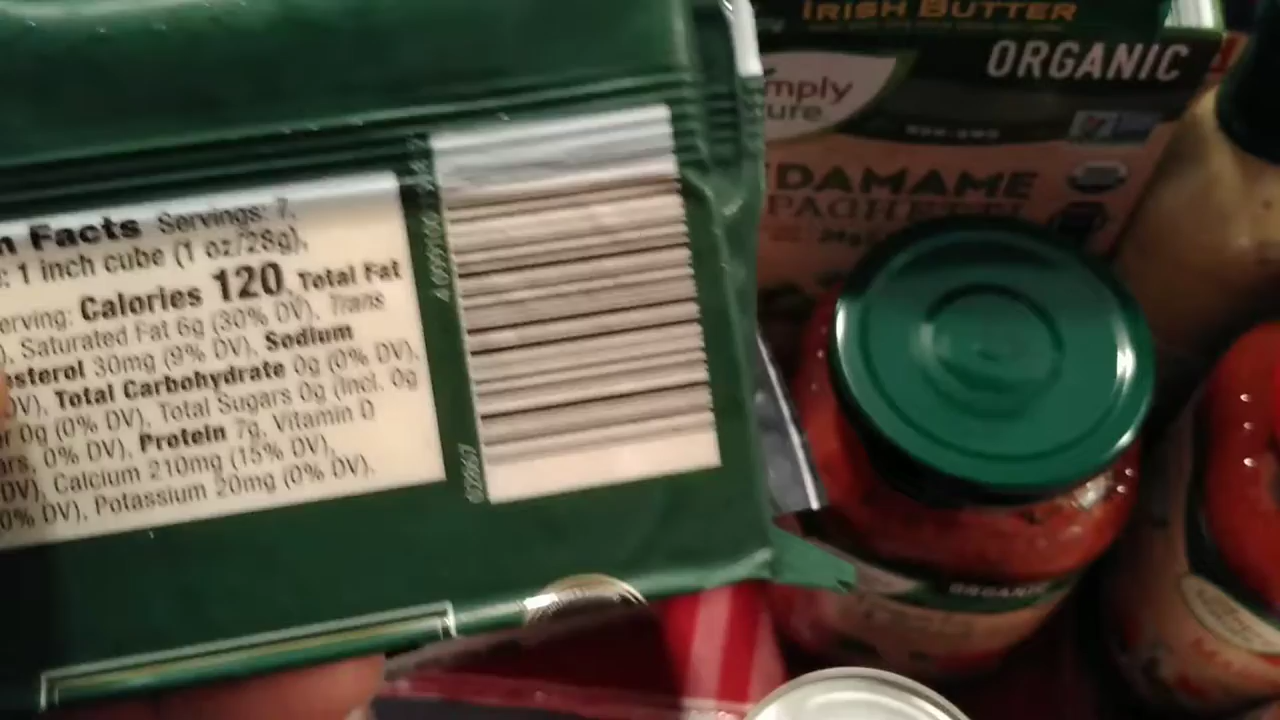 n Facts Servings: 7,
: 1 inch cube (1 oz/28g),
erving: Calories 120, Total Fat
), Saturated Fat 6g (30% DV), Trans
sterol 30mg (9% DV), Sodium
DV), Total Carbohydrate 0g (0% DV),
r 0g (0% DV), Total Sugars 0g (Incl. 0g
ars, 0% DV), Protein 7g, Vitamin D
DV), Calcium 210mg (15% DV),
0% DV), Potassium 20mg (0% DV).
IRISH BUTTER
ORGANIC
mply
ure
DAMAME
PAGHETTI
ORGANIC